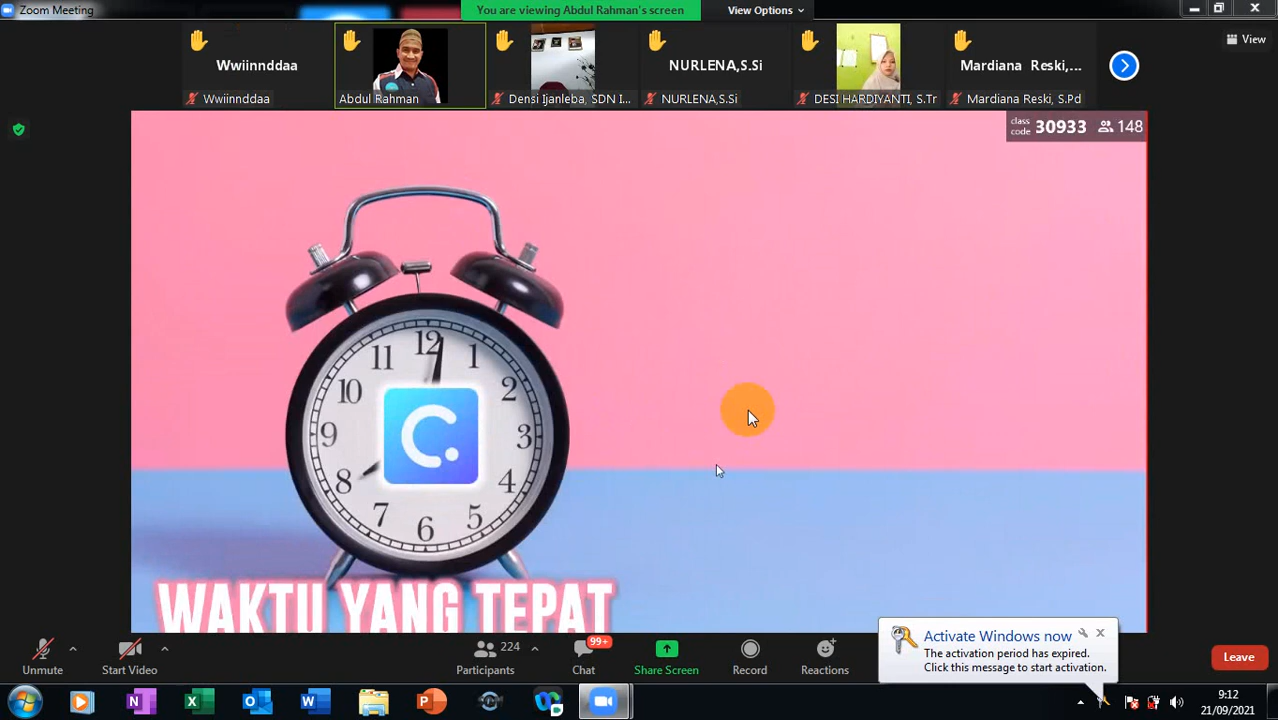 Zoom Meeting
You are viewing Abdul Rahman's screen
View Options
View
Wwiinnddaa
NURLENA,S.Si
Mardiana Reski,...
Wwiinnddaa
Abdul Rahman
Densi Ijanleba, SDN I...
NURLENA,S.Si
DESI HARDIYANTI, S.Tr
Mardiana Reski, S.Pd
class code 30933 148
12
11 1
10 2
C.
9 3
8 4
7 5
6
WAKTU YANG TEPAT
Activate Windows now
The activation period has expired.
Click this message to start activation.
224
99+
Unmute
Start Video
Participants
Chat
Share Screen
Record
Reactions
Leave
9:12
21/09/2021